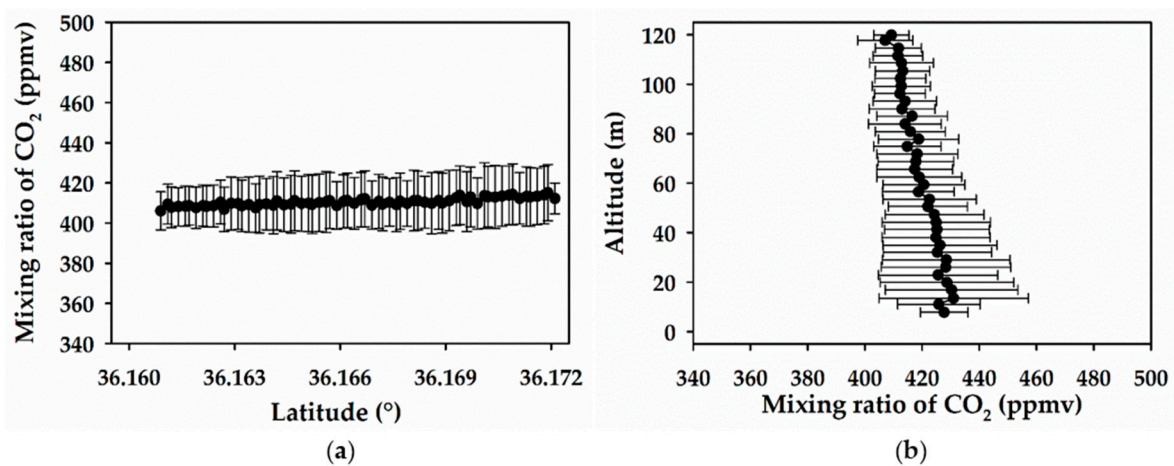 500
480
460
440
420
400
380
360
340
Mixing ratio of CO2 (ppmv)
36.160 36.163 36.166 36.169 36.172
Latitude (°)
(a)
120
100
80
60
40
20
0
Altitude (m)
340 360 380 400 420 440 460 480 500
Mixing ratio of CO2 (ppmv)
(b)